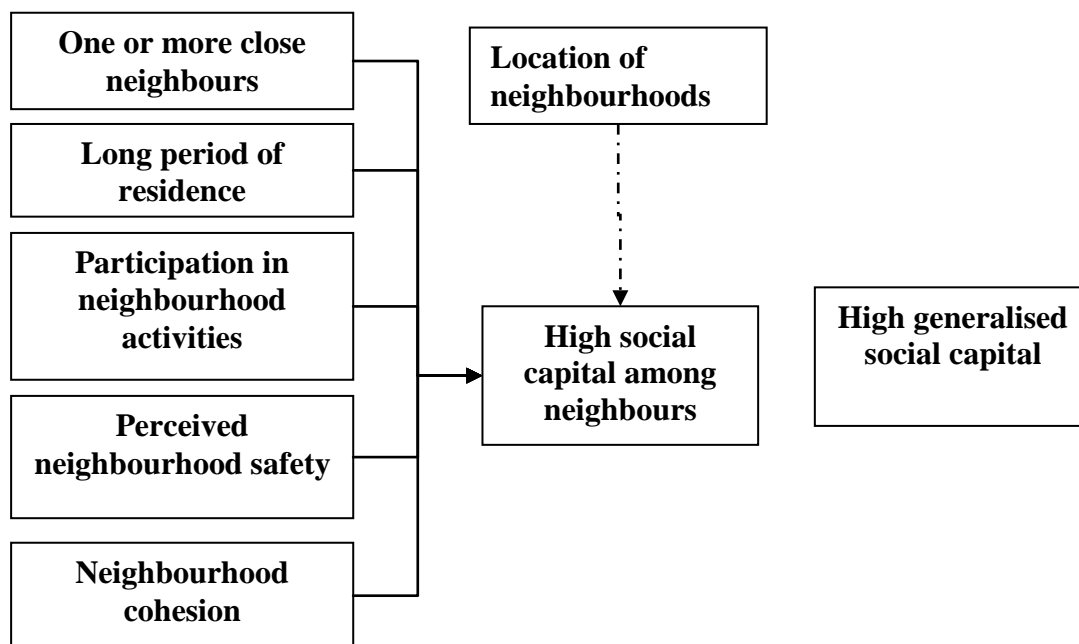 One or more close
neighbours
Long period of
residence
Participation in
neighbourhood
activities
Perceived
neighbourhood safety
Neighbourhood
cohesion
Location of
neighbourhoods
High social
capital among
neighbours
High generalised
social capital